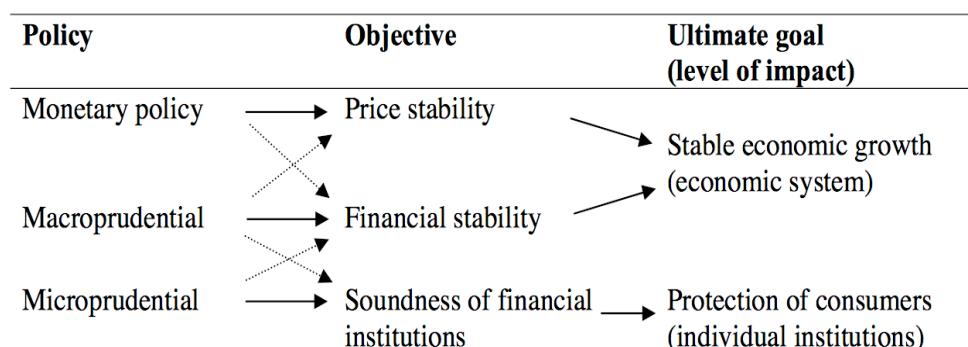 Policy Objective Ultimate goal
(level of impact)
Monetary policy Price stability
Stable economic growth
(economic system)
Macroprudential Financial stability
Microprudential Soundness of financial Protection of consumers
institutions (individual institutions)